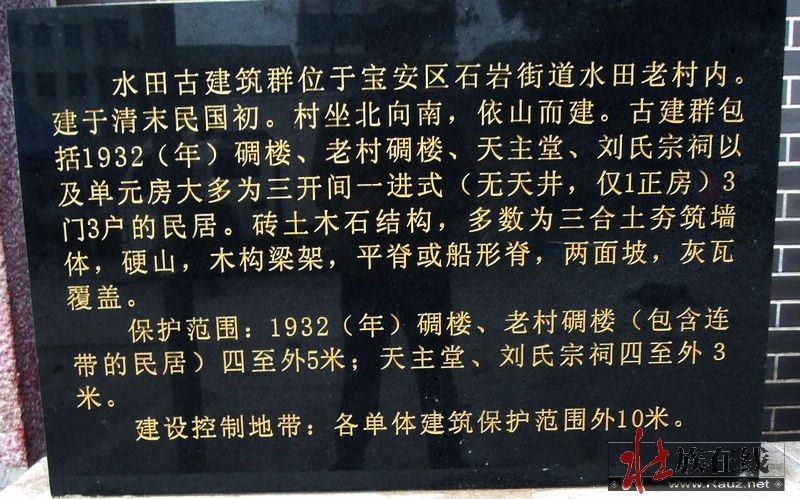 水田古建筑群位于宝安区石岩街道水田老村内。
建于清末民国初。村坐北向南，依山而建。古建群包
括1932（年）碉楼、老村碉楼、天主堂、刘氏宗祠以
及单元房大多为三开间一进式（无天井，仅1正房）3
门3户的民居。砖土木石结构，多数为三合土夯筑墙
体，硬山，木构梁架，平脊或船形脊，两面坡，灰瓦
覆盖。
保护范围：1932（年）碉楼、老村碉楼（包含连
带的民居）四至外5米；天主堂、刘氏宗祠四至外3
米。
建设控制地带：各单体建筑保护范围外10米。
壮族在线
www.Rauz.net